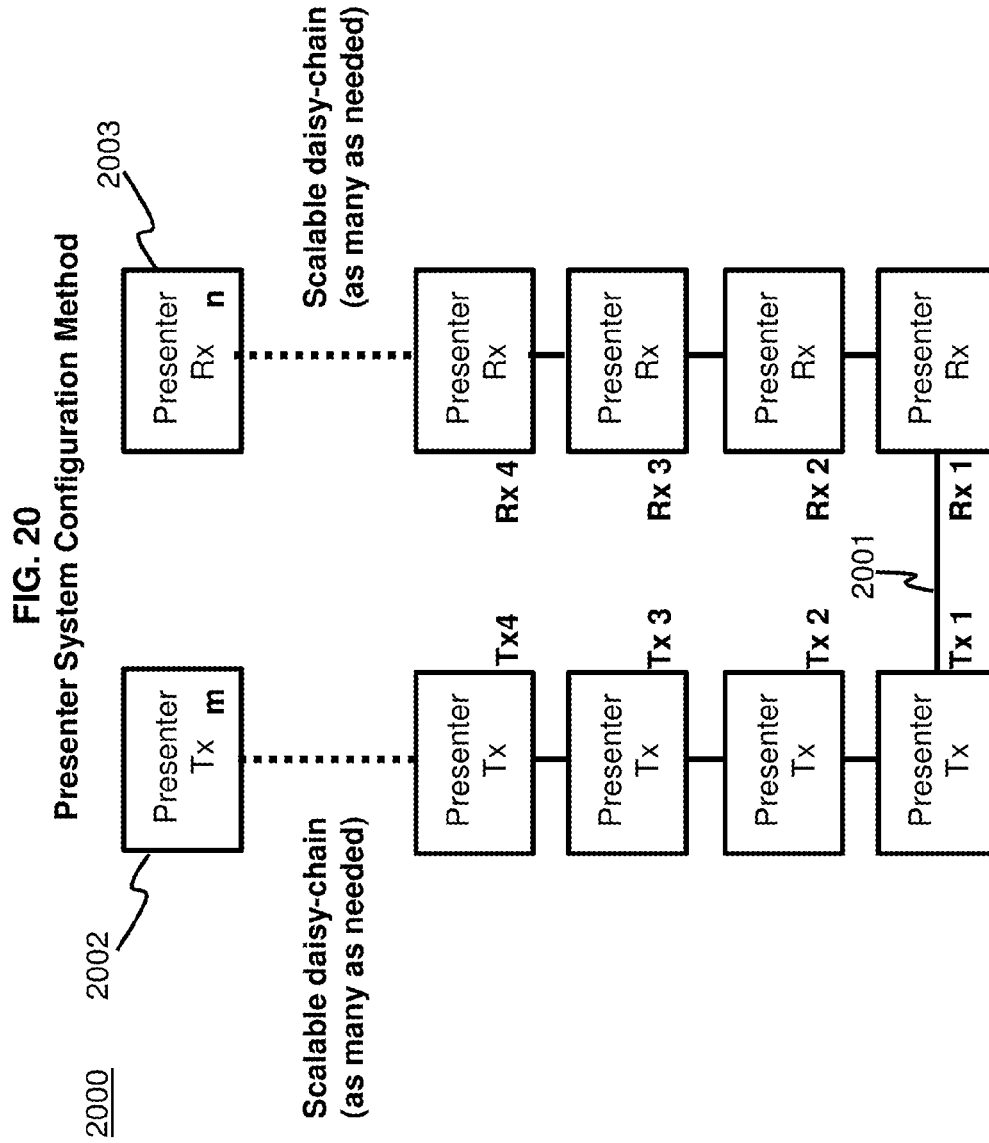 FIG. 20
Presenter System Configuration Method
2000
2002
2003
Presenter
Tx
m
Presenter
Rx
n
Scalable daisy-chain
(as many as needed)
Scalable daisy-chain
(as many as needed)
Presenter
Tx
Tx4
Rx 4
Presenter
Rx
Presenter
Tx
Tx 3
Rx 3
Presenter
Rx
Presenter
Tx
Tx 2
Rx 2
Presenter
Rx
2001
Presenter
Tx
Tx 1
Rx 1
Presenter
Rx